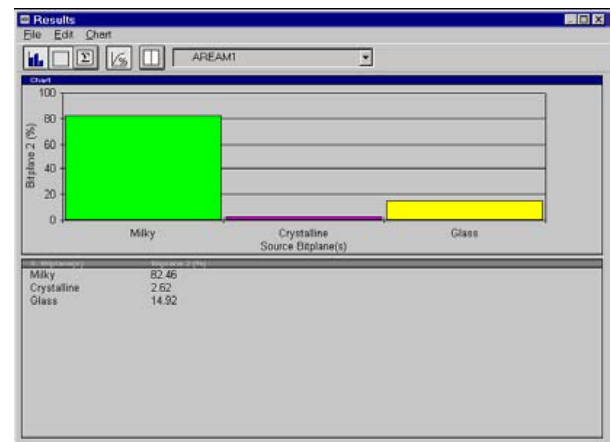 Results
File Edit Chart
Σ % AREAM1
Chart
100
80
60
40
20
0
Bitplane 2 (%)
Milky Crystalline Glass
Source Bitplane(s)
Milky 82.46
Crystalline 2.62
Glass 14.92